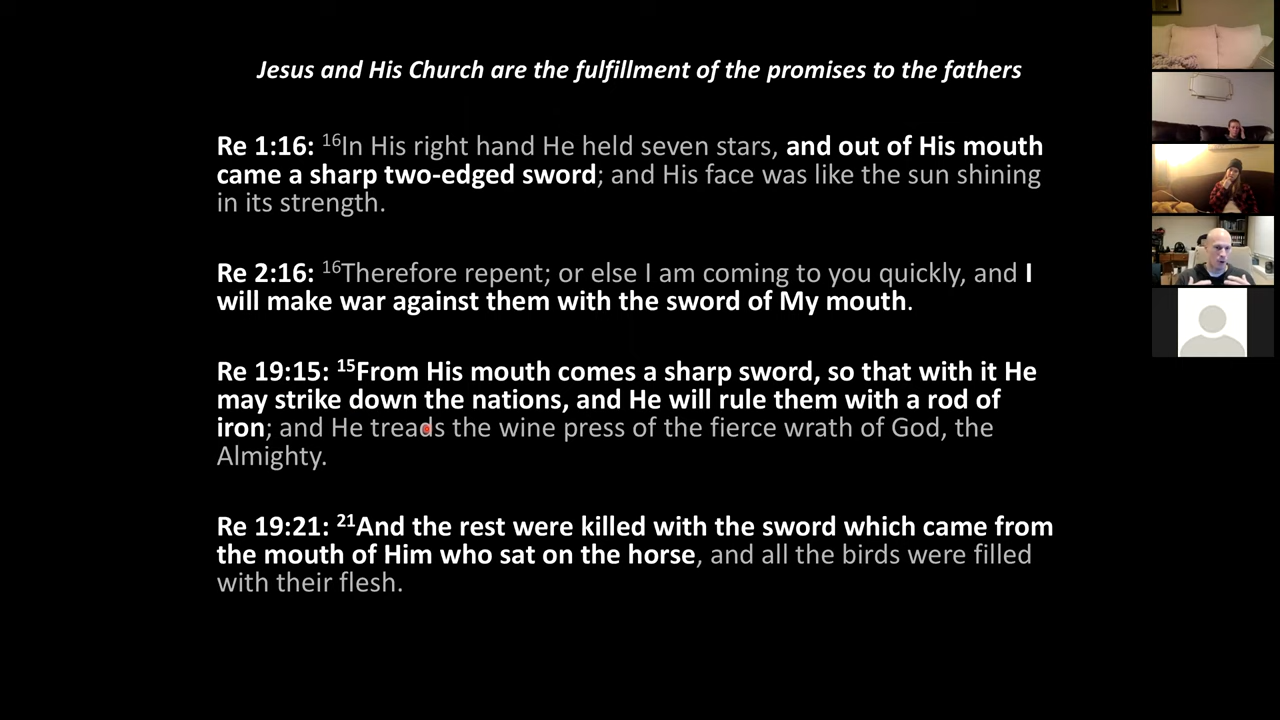 Jesus and His Church are the fulfillment of the promises to the fathers
Re 1:16: 16In His right hand He held seven stars, and out of His mouth
came a sharp two-edged sword; and His face was like the sun shining
in its strength.
Re 2:16: 16Therefore repent; or else I am coming to you quickly, and I
will make war against them with the sword of My mouth.
Re 19:15: 15From His mouth comes a sharp sword, so that with it He
may strike down the nations, and He will rule them with a rod of
iron; and He treads the wine press of the fierce wrath of God, the
Almighty.
Re 19:21: 21And the rest were killed with the sword which came from
the mouth of Him who sat on the horse, and all the birds were filled
with their flesh.